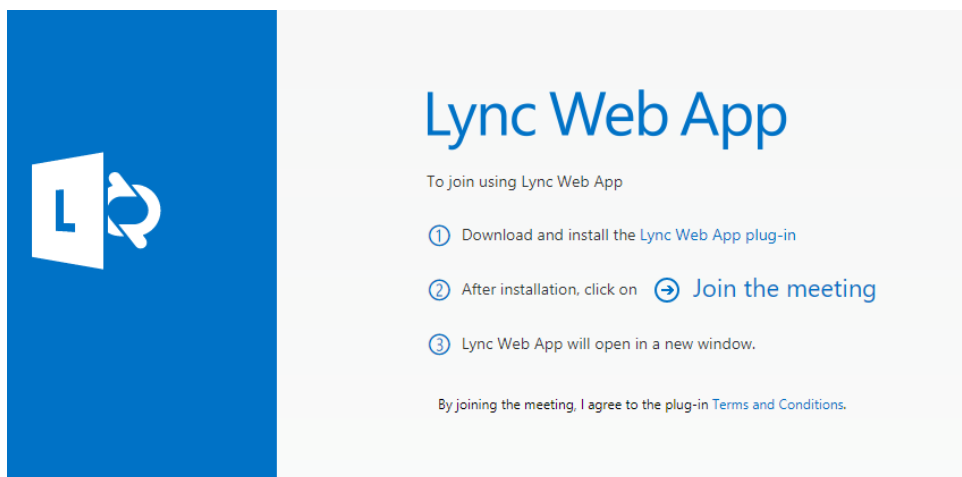 Lync Web App
To join using Lync Web App
1 Download and install the Lync Web App plug-in
2 After installation, click on Join the meeting
3 Lync Web App will open in a new window.
By joining the meeting, I agree to the plug-in Terms and Conditions.
L